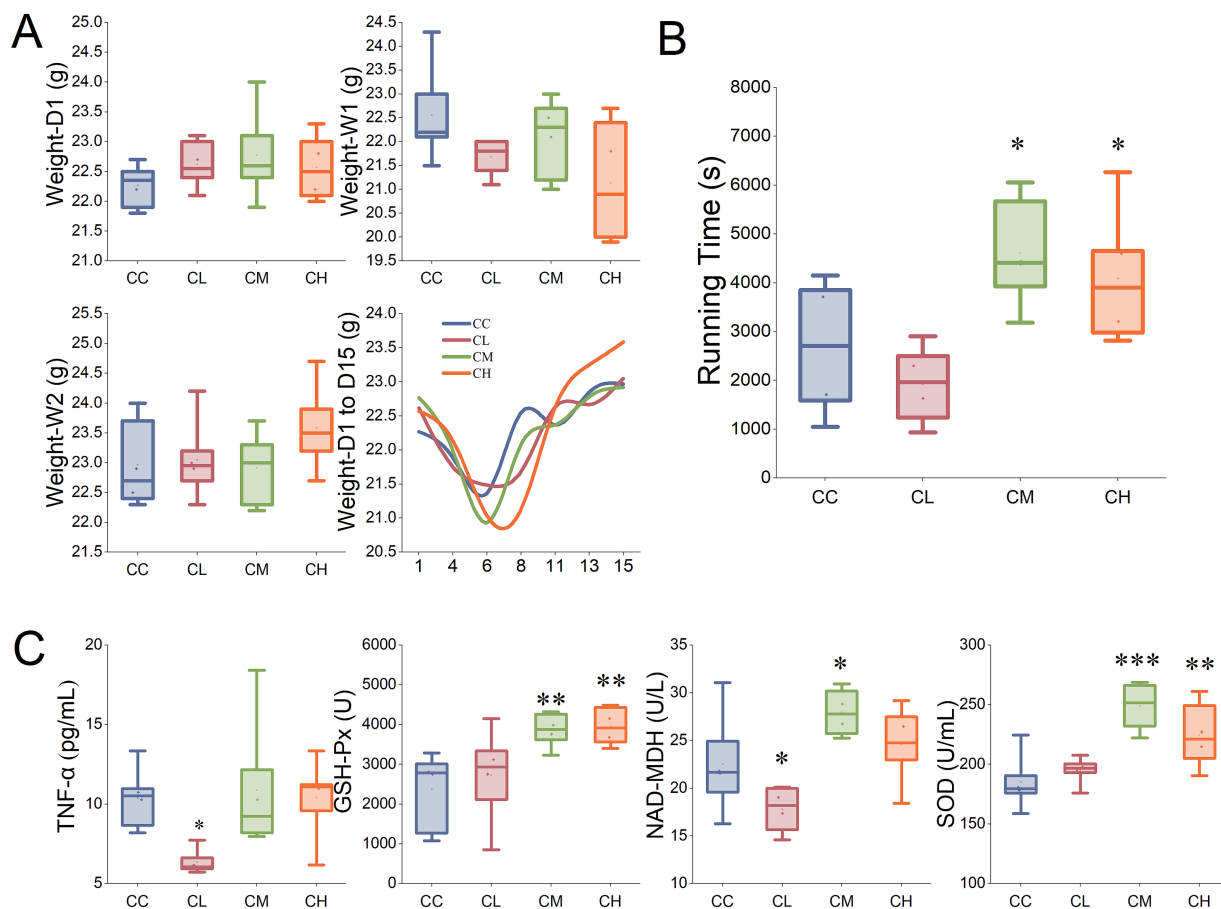 A
Weight-D1 (g)
25.0
24.5
24.0
23.5
23.0
22.5
22.0
21.5
21.0
CC CL CM CH
Weight-W1 (g)
24.5
24.0
23.5
23.0
22.5
22.0
21.5
21.0
20.5
20.0
19.5
CC CL CM CH
Weight-W2 (g)
25.5
25.0
24.5
24.0
23.5
23.0
22.5
22.0
21.5
CC CL CM CH
Weight-D1 to D15 (g)
24.0
23.5
23.0
22.5
22.0
21.5
21.0
20.5
CC
CL
CM
CH
1 4 6 8 11 13 15
B
Running Time (s)
8000
7000
6000
5000
4000
3000
2000
1000
0
* *
CC CL CM CH
C
TNF-α (pg/mL)
20
15
10
5
*
CC CL CM CH
GSH-Px (U)
6000
5000
4000
3000
2000
1000
0
** **
CC CL CM CH
NAD-MDH (U/L)
35
30
25
20
15
10
* *
CC CL CM CH
SOD (U/mL)
300
250
200
150
100
*** **
CC CL CM CH